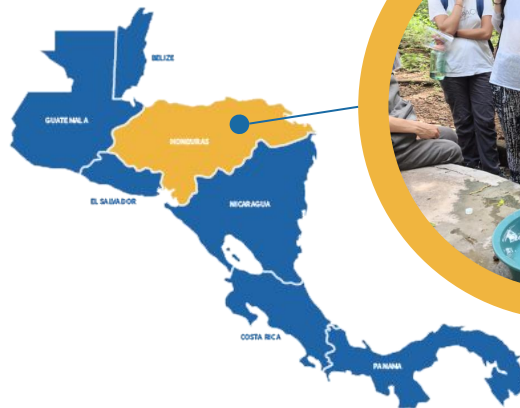 BELIZE
GUATEMALA
HONDURAS
EL SALVADOR
NICARAGUA
COSTA RICA
PANAMA